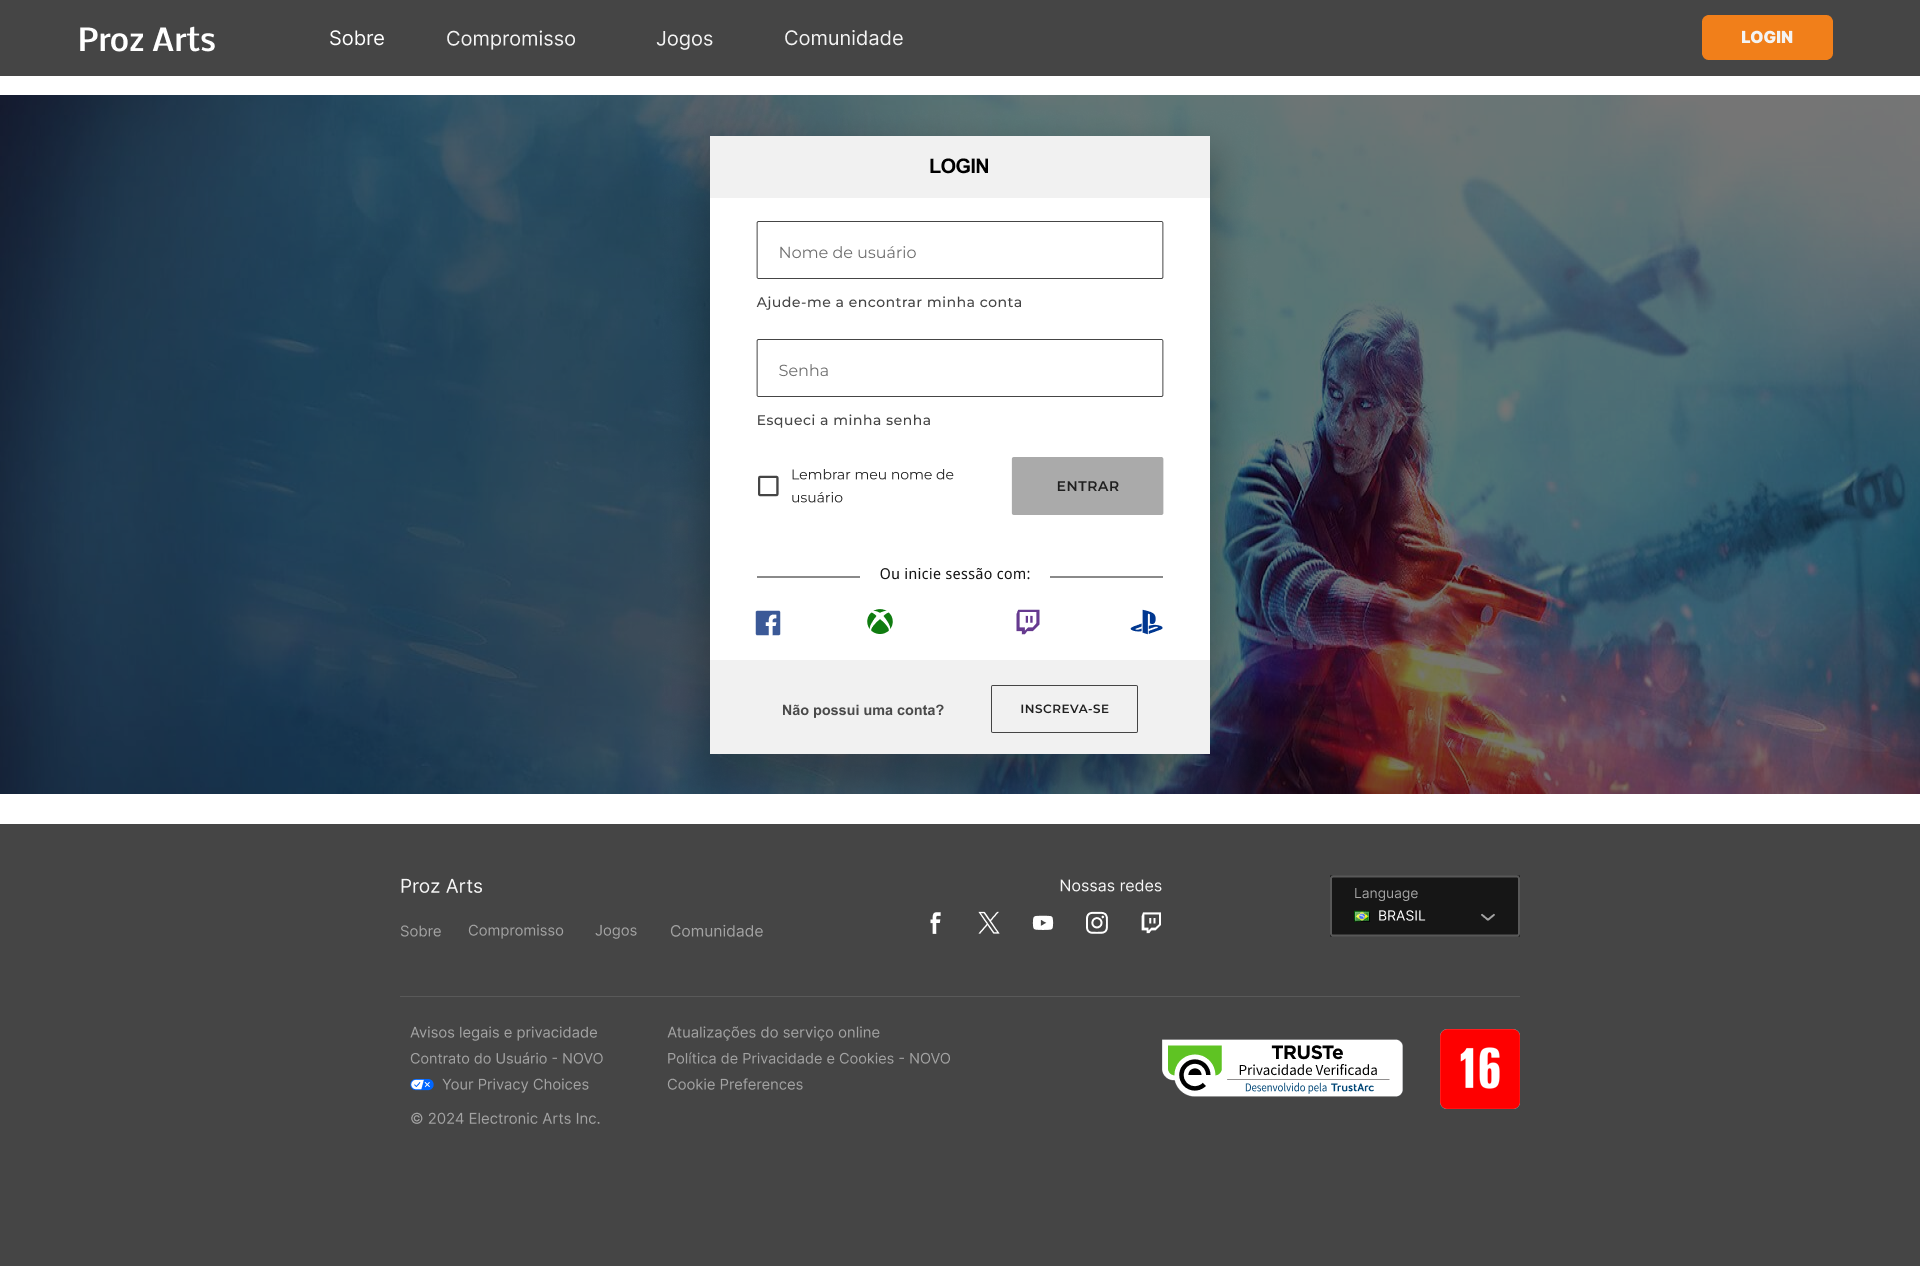 Proz Arts
Sobre
Compromisso
Jogos
Comunidade
LOGIN
LOGIN
Nome de usuário
Ajude-me a encontrar minha conta
Senha
Esqueci a minha senha
Lembrar meu nome de
usuário
ENTRAR
Ou inicie sessão com:
Não possui uma conta?
INSCREVA-SE
Proz Arts
Sobre
Compromisso
Jogos
Comunidade
Nossas redes
Language
BRASIL
Avisos legais e privacidade
Contrato do Usuário - NOVO
Your Privacy Choices
© 2024 Electronic Arts Inc.
Atualizações do serviço online
Política de Privacidade e Cookies - NOVO
Cookie Preferences
TRUSTe
Privacidade Verificada
Desenvolvido pela TrustArc
16